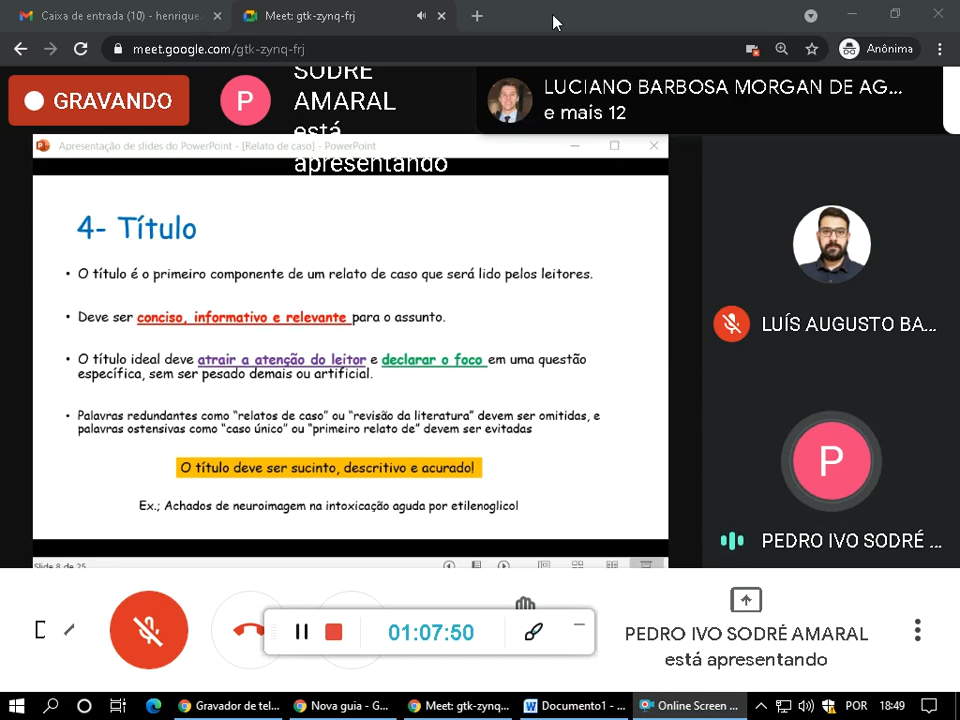 Caixa de entrada (10) - henrique.
Meet: gtk-zynq-frj
meet.google.com/gtk-zynq-frj
Anônima
GRAVANDO
P
SODRÉ
AMARAL
está
apresentando
LUCIANO BARBOSA MORGAN DE AG...
e mais 12
Apresentação de slides do PowerPoint - [Relato de caso] - PowerPoint
4- Título
• O título é o primeiro componente de um relato de caso que será lido pelos leitores.
• Deve ser conciso, informativo e relevante para o assunto.
• O título ideal deve atrair a atenção do leitor e declarar o foco em uma questão
específica, sem ser pesado demais ou artificial.
• Palavras redundantes como “relatos de caso” ou “revisão da literatura” devem ser omitidas, e
palavras ostensivas como “caso único” ou “primeiro relato de” devem ser evitadas
O título deve ser sucinto, descritivo e acurado!
Ex.; Achados de neuroimagem na intoxicação aguda por etilenoglicol
Slide 8 de 25
LUÍS AUGUSTO BA...
P
PEDRO IVO SODRÉ ...
01:07:50
PEDRO IVO SODRÉ AMARAL
está apresentando
Gravador de tel...
Nova guia - G...
Meet: gtk-zynq...
Documento1 - ...
Online Screen ...
POR
18:49